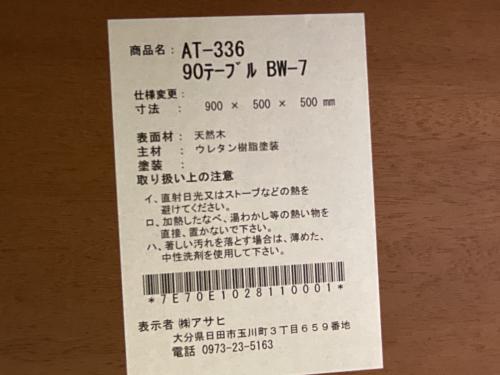 商品名： AT-336
90ﾃｰﾌﾞﾙ BW-7
仕様変更：
寸法 ： 900 × 500 × 500 mm
表面材： 天然木
主材 ： ウレタン樹脂塗装
塗装 ：
取り扱い上の注意
イ、直射日光又はストーブなどの熱を
避けてください。
ロ、加熱したなべ、湯わかし等の熱い物を
直接、置かないで下さい。
ハ、著しい汚れを落とす場合は、薄めた、
中性洗剤を使用して下さい。
*7E70E1028110001*
表示者 ㈱アサヒ
大分県日田市玉川町３丁目６５９番地
電話 0973-23-5163